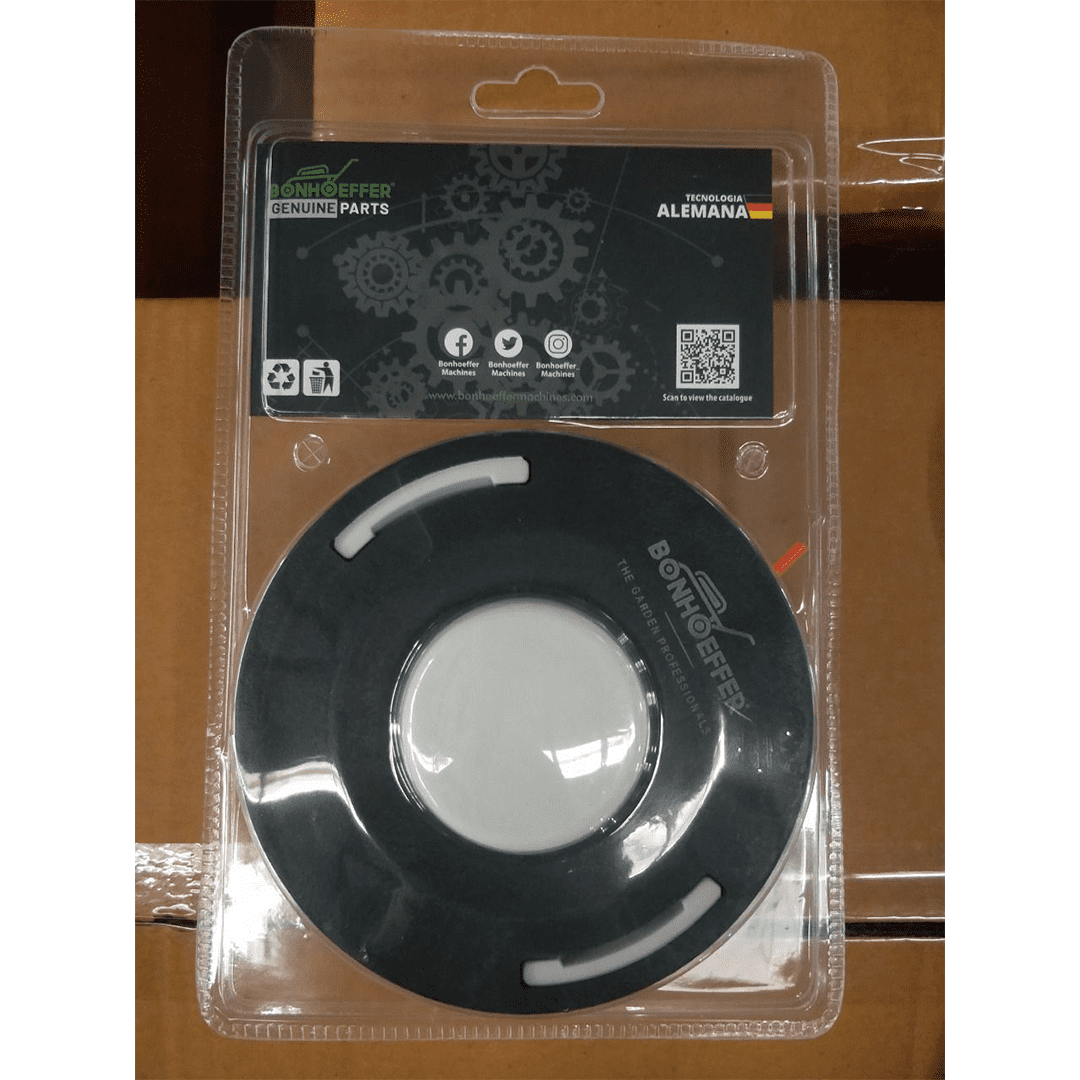 BONHOEFFER®
GENUINE PARTS
TECNOLOGIA
ALEMANA
Bonhoeffer Machines
Bonhoeffer Machines
Bonhoeffer_ Machines
www.bonhoeffermachines.com
Scan to view the catalogue
BONHOEFFER
THE GARDEN PROFESSIONALS